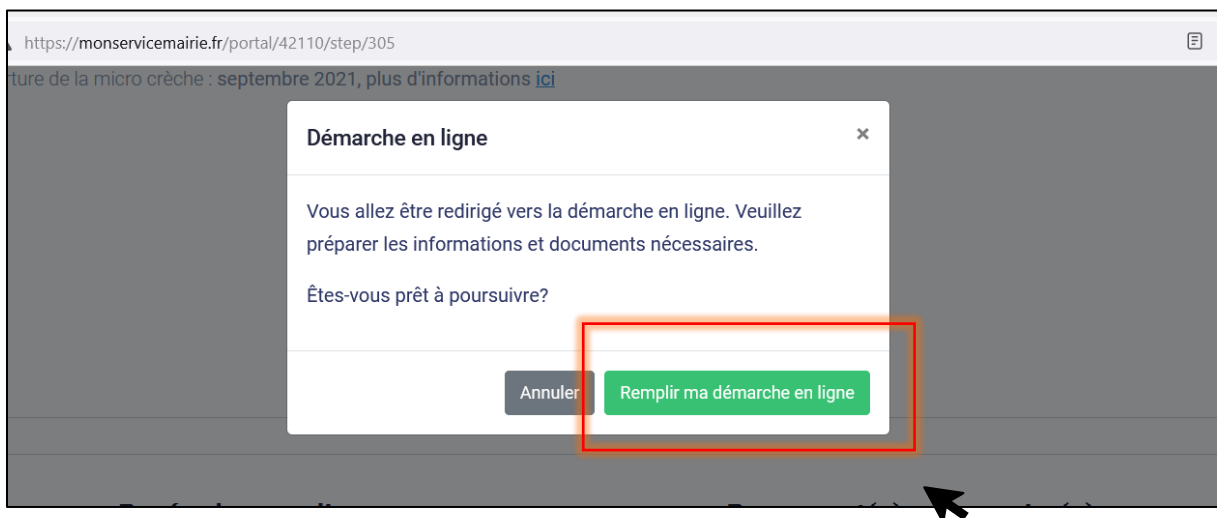 https://monservicemairie.fr/portal/42110/step/305
de la micro crèche : septembre 2021, plus d'informations ici
Démarche en ligne ×
Vous allez être redirigé vers la démarche en ligne. Veuillez
préparer les informations et documents nécessaires.
Êtes-vous prêt à poursuivre?
Annuler Remplir ma démarche en ligne